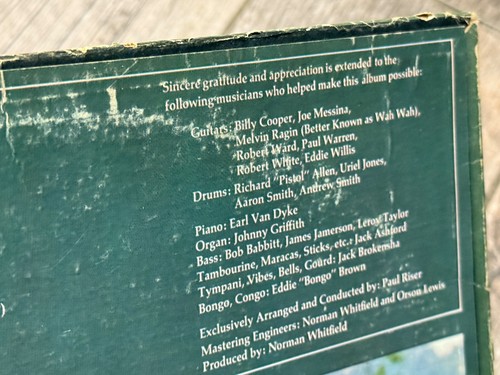 Sincere gratitude and appreciation is extended to the
following musicians who helped make this album possible:
Guitars: Billy Cooper, Joe Messina,
Melvin Ragin (Better Known as Wah Wah),
Robert Ward, Paul Warren,
Robert White, Eddie Willis
Drums: Richard "Pistol" Allen, Uriel Jones,
Aaron Smith, Andrew Smith
Piano: Earl Van Dyke
Organ: Johnny Griffith
Bass: Bob Babbitt, James Jamerson, Leroy Taylor
Tambourine, Maracas, Sticks, etc.: Jack Ashford
Tympani, Vibes, Bells, Gourd: Jack Brokensha
Bongo, Congo: Eddie "Bongo" Brown
)
Exclusively Arranged and Conducted by: Paul Riser
Mastering Engineers: Norman Whitfield and Orson Lewis
Produced by: Norman Whitfield